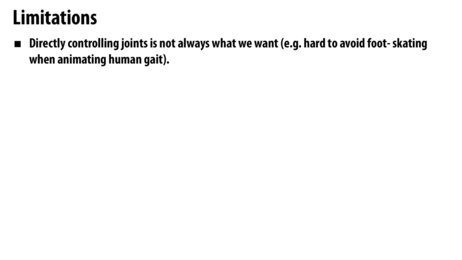 Limitations
■ Directly controlling joints is not always what we want (e.g. hard to avoid foot- skating
when animating human gait).